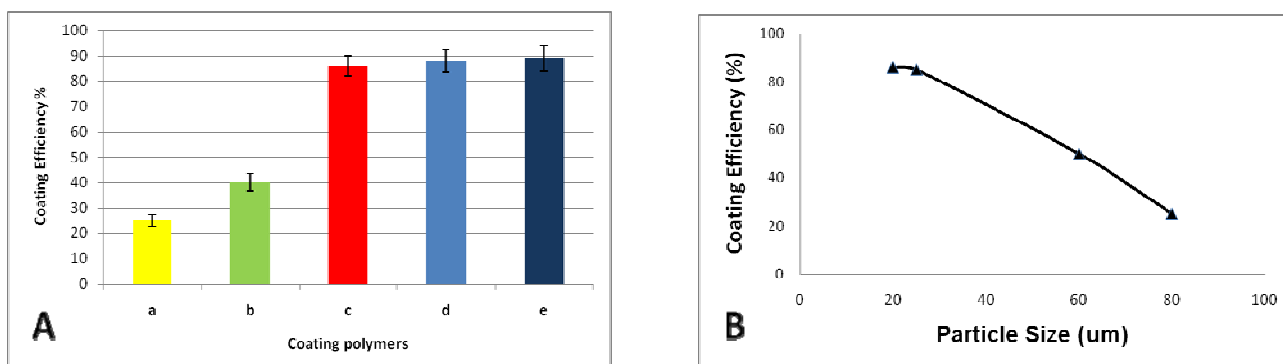 100
90
80
70
60
50
40
30
20
10
0
Coating Efficiency %
a b c d e
Coating polymers
A
100
80
60
40
20
0
Coating Efficiency (%)
0 20 40 60 80 100
Particle Size (um)
B